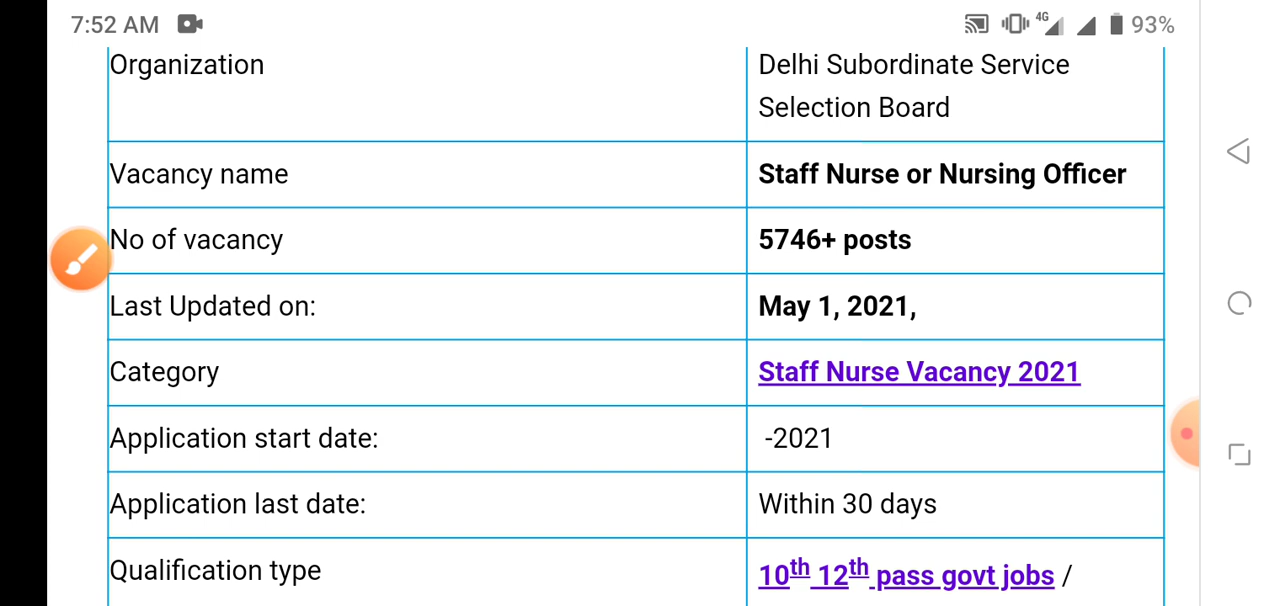 7:52 AM 4G 93%
Organization Delhi Subordinate Service
Selection Board
Vacancy name Staff Nurse or Nursing Officer
No of vacancy 5746+ posts
Last Updated on: May 1, 2021,
Category Staff Nurse Vacancy 2021
Application start date: -2021
Application last date: Within 30 days
Qualification type 10th 12th pass govt jobs /